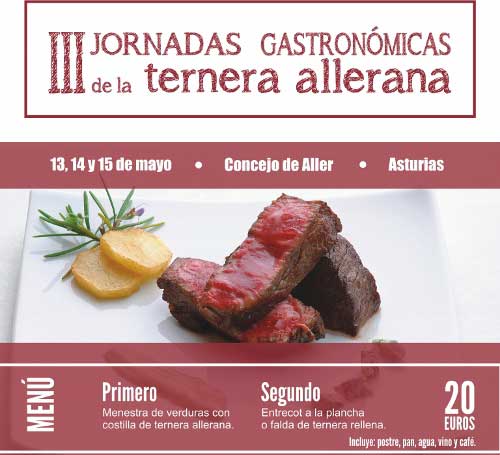 III JORNADAS GASTRONÓMICAS
de la ternera allerana
13, 14 y 15 de mayo • Concejo de Aller • Asturias
MENÚ
Primero
Menestra de verduras con
costilla de ternera allerana.
Segundo
Entrecot a la plancha
o falda de ternera rellena.
20
EUROS
Incluye: postre, pan, agua, vino y café.